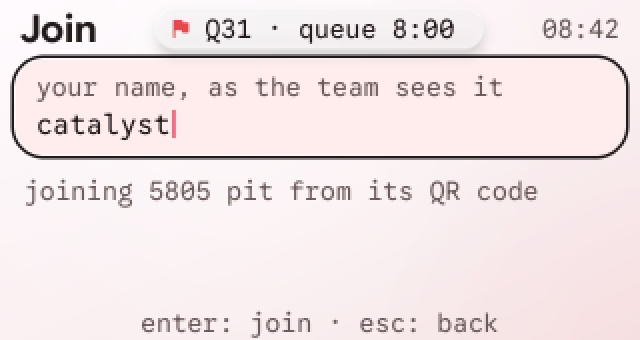 Join
Q31 · queue 8:00
08:42
your name, as the team sees it
catalyst
joining 5805 pit from its QR code
enter: join · esc: back